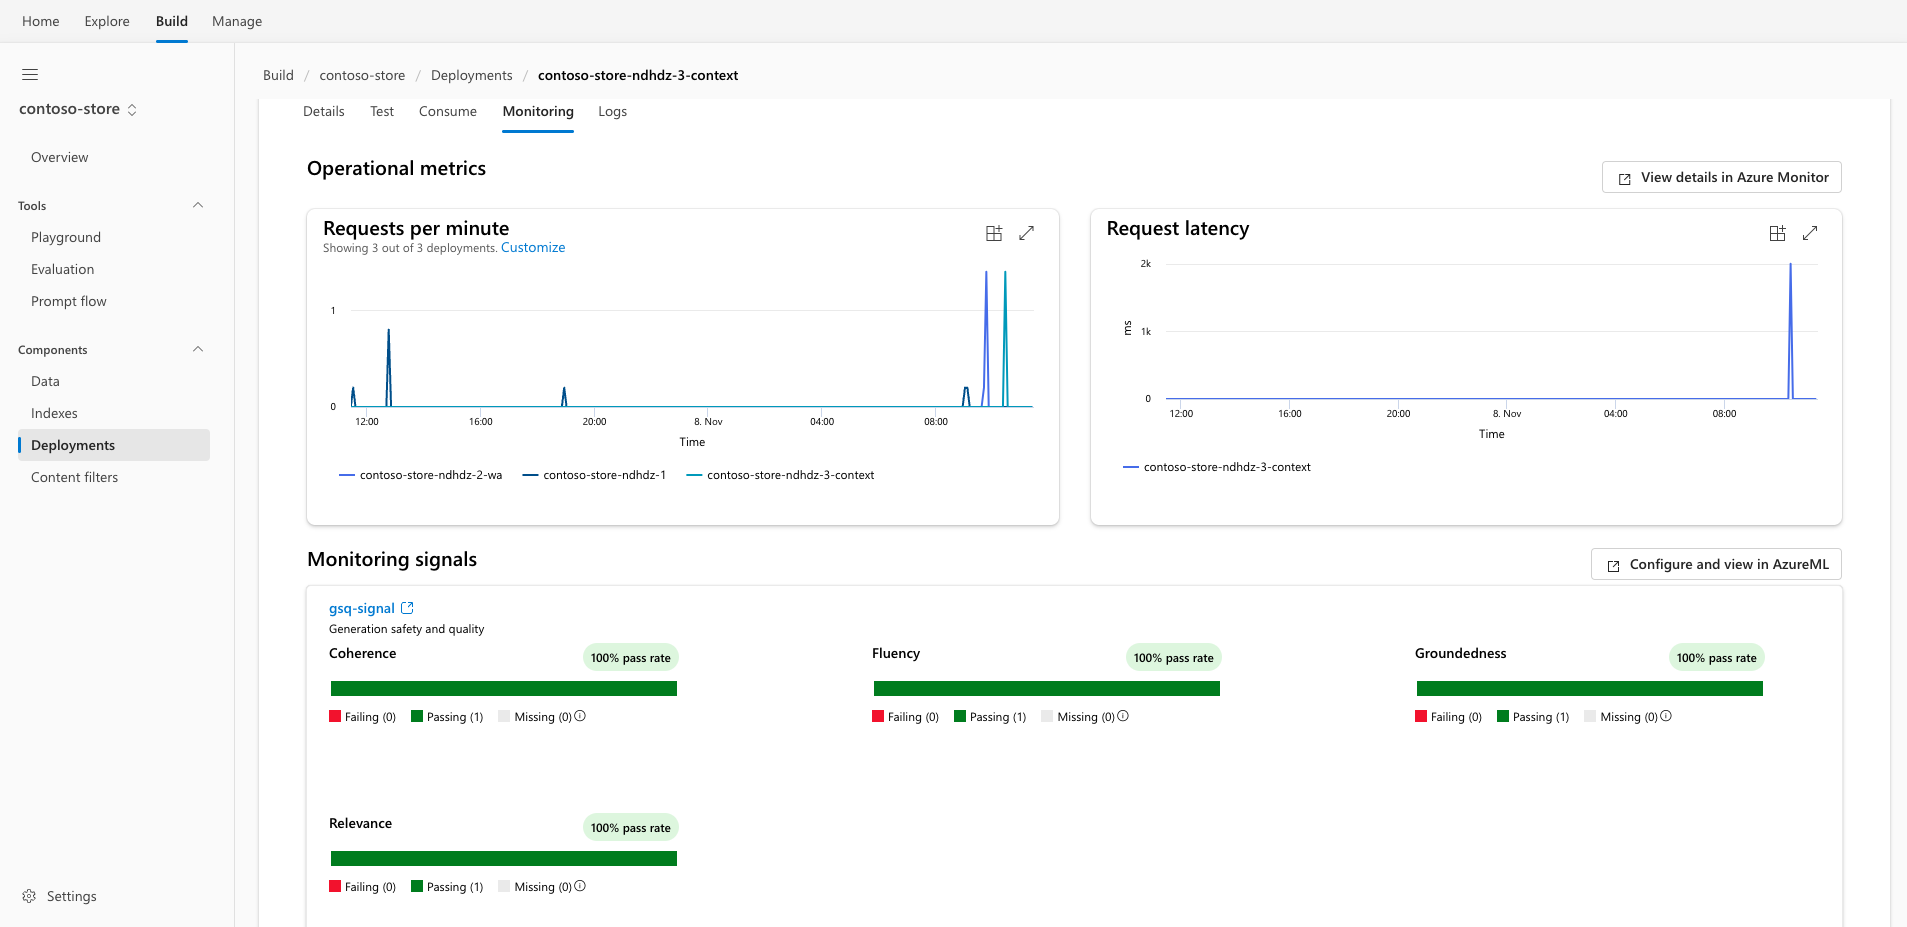 Home Explore Build Manage
Build / contoso-store / Deployments / contoso-store-ndhdz-3-context
contoso-store
Overview
Tools
Playground
Evaluation
Prompt flow
Components
Data
Indexes
Deployments
Content filters
Settings
Details Test Consume Monitoring Logs
Operational metrics
View details in Azure Monitor
Requests per minute
Showing 3 out of 3 deployments. Customize
1
0
12:00 16:00 20:00 8. Nov 04:00 08:00
Time
contoso-store-ndhdz-2-wa contoso-store-ndhdz-1 contoso-store-ndhdz-3-context
Request latency
2k
ms
1k
0
12:00 16:00 20:00 8. Nov 04:00 08:00
Time
contoso-store-ndhdz-3-context
Monitoring signals
Configure and view in AzureML
gsq-signal
Generation safety and quality
Coherence 100% pass rate
Failing (0) Passing (1) Missing (0)
Fluency 100% pass rate
Failing (0) Passing (1) Missing (0)
Groundedness 100% pass rate
Failing (0) Passing (1) Missing (0)
Relevance 100% pass rate
Failing (0) Passing (1) Missing (0)